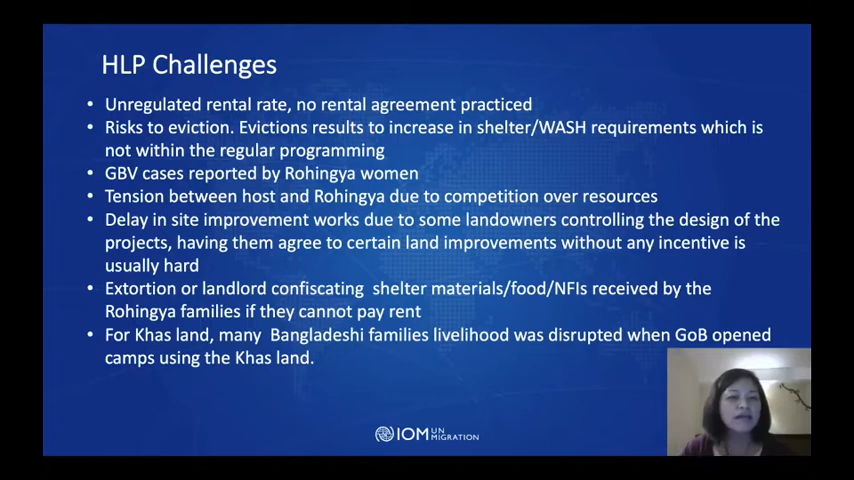 HLP Challenges
• Unregulated rental rate, no rental agreement practiced
• Risks to eviction. Evictions results to increase in shelter/WASH requirements which is
not within the regular programming
• GBV cases reported by Rohingya women
• Tension between host and Rohingya due to competition over resources
• Delay in site improvement works due to some landowners controlling the design of the
projects, having them agree to certain land improvements without any incentive is
usually hard
• Extortion or landlord confiscating shelter materials/food/NFIs received by the
Rohingya families if they cannot pay rent
• For Khas land, many Bangladeshi families livelihood was disrupted when GoB opened
camps using the Khas land.
IOM UN MIGRATION